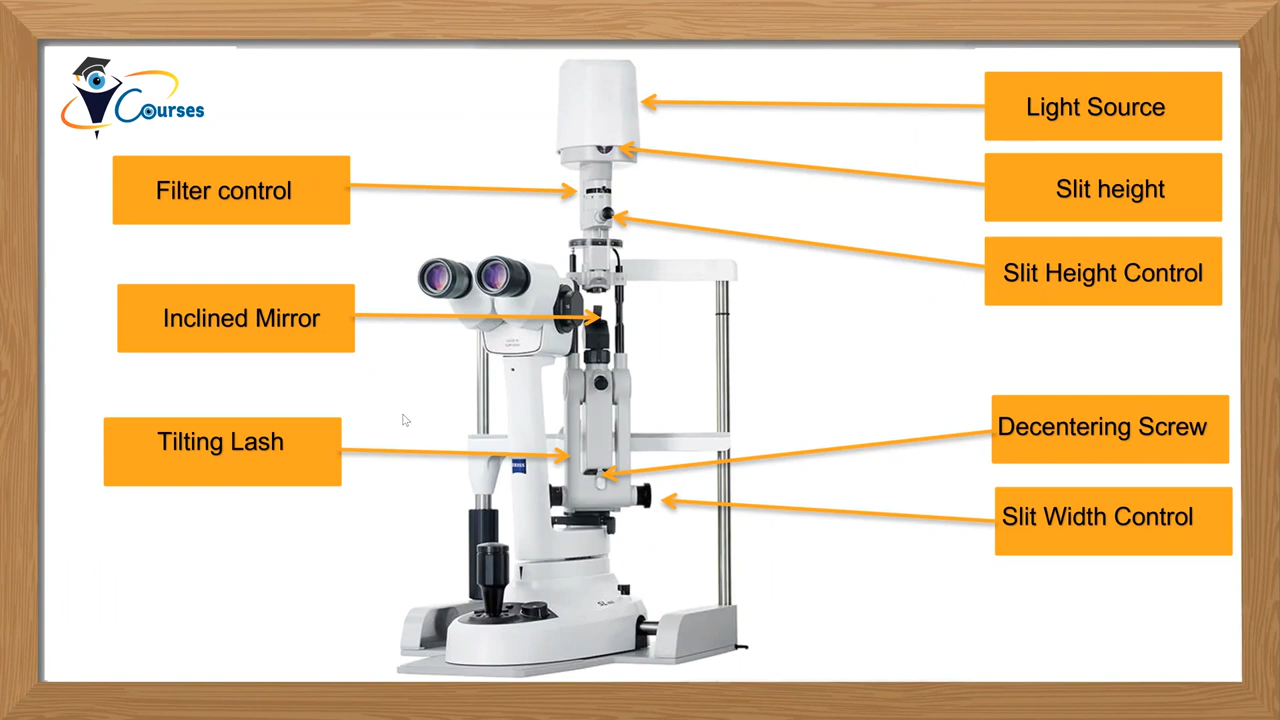 Courses
Light Source
Filter control
Slit height
Slit Height Control
Inclined Mirror
Tilting Lash
Decentering Screw
Slit Width Control